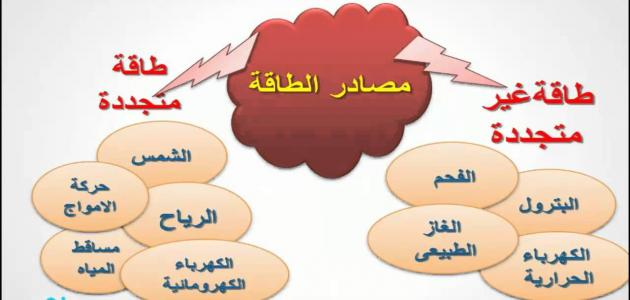 مصادر الطاقة
طاقة غير
متجددة
الفحم
البترول
الغاز
الطبيعى
الكهرباء
الحرارية
طاقة
متجددة
الشمس
حركة
الامواج
الرياح
مساقط
المياه
الكهرباء
الكهرومانية